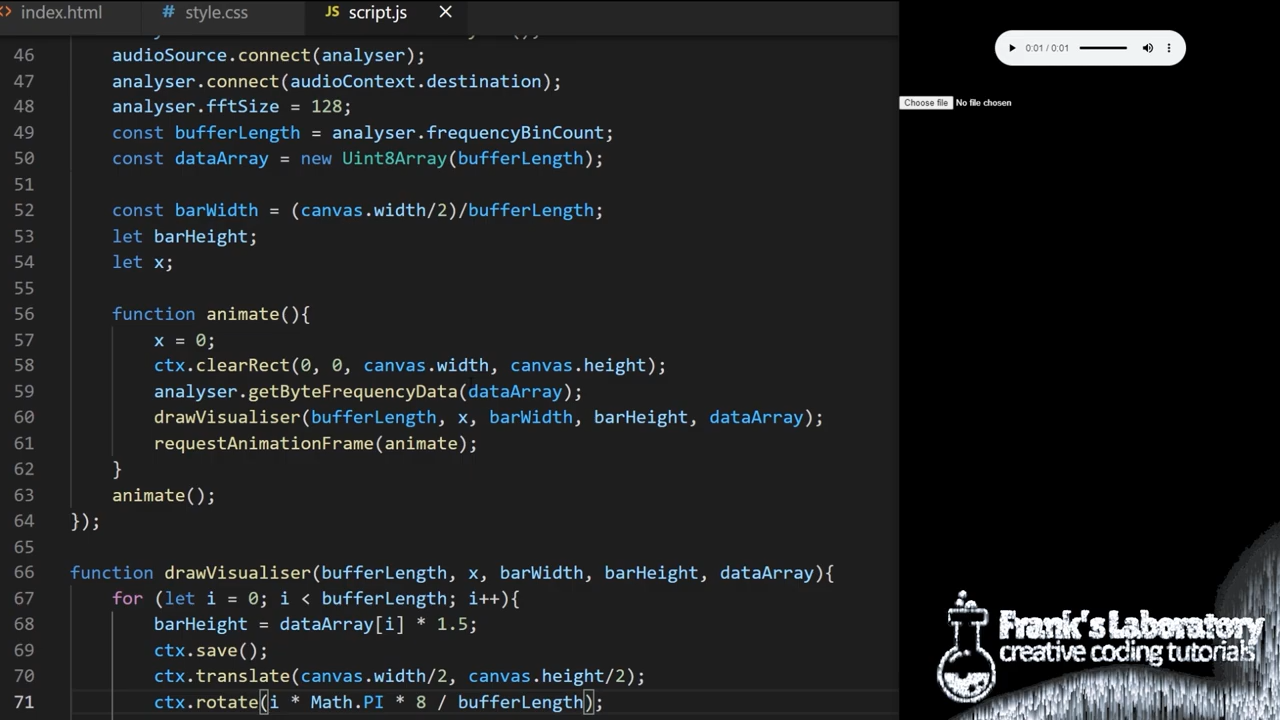 index.html # style.css JS script.js
46 audioSource.connect(analyser);
47 analyser.connect(audioContext.destination);
48 analyser.fftSize = 128;
49 const bufferLength = analyser.frequencyBinCount;
50 const dataArray = new Uint8Array(bufferLength);
51
52 const barWidth = (canvas.width/2)/bufferLength;
53 let barHeight;
54 let x;
55
56 function animate(){
57 x = 0;
58 ctx.clearRect(0, 0, canvas.width, canvas.height);
59 analyser.getByteFrequencyData(dataArray);
60 drawVisualiser(bufferLength, x, barWidth, barHeight, dataArray);
61 requestAnimationFrame(animate);
62 }
63 animate();
64 });
65
66 function drawVisualiser(bufferLength, x, barWidth, barHeight, dataArray){
67 for (let i = 0; i < bufferLength; i++){
68 barHeight = dataArray[i] * 1.5;
69 ctx.save();
70 ctx.translate(canvas.width/2, canvas.height/2);
71 ctx.rotate(i * Math.PI * 8 / bufferLength);
0:01 / 0:01
Choose file No file chosen
Frank's Laboratory
creative coding tutorials